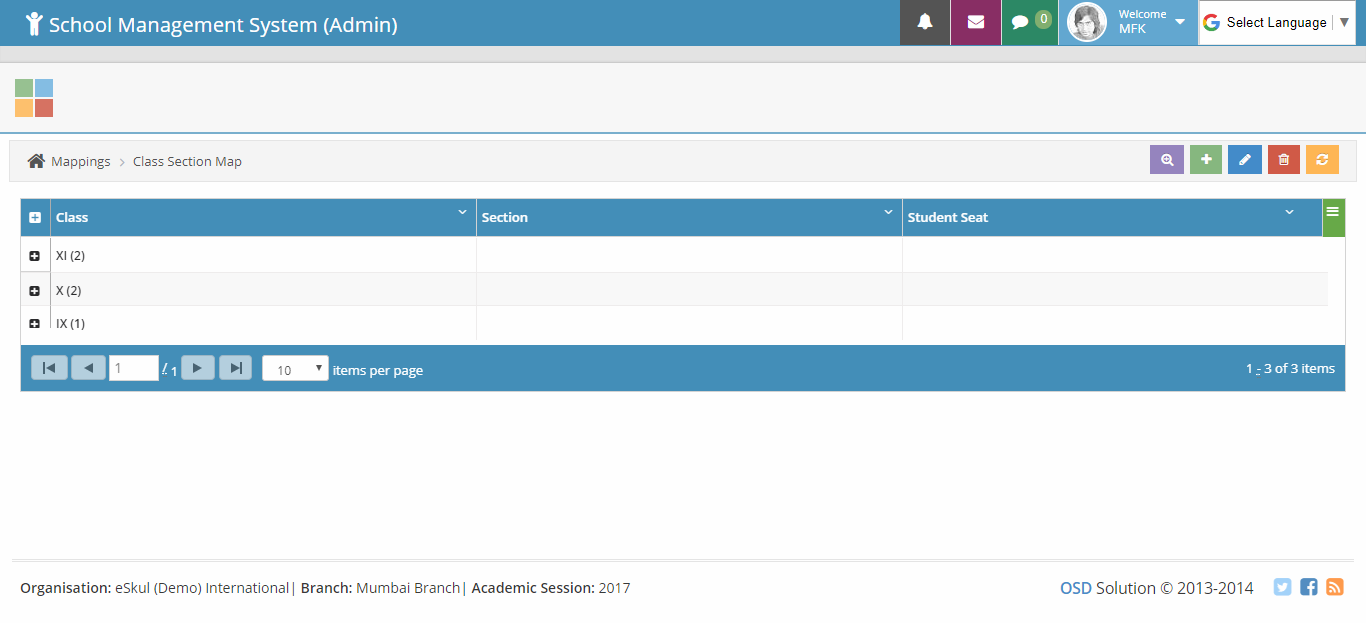 School Management System (Admin)
0
Welcome
MFK
Select Language
Mappings
Class Section Map
Class
Section
Student Seat
XI (2)
X (2)
IX (1)
1
/ 1
10
items per page
1 - 3 of 3 items
Organisation: eSkul (Demo) International| Branch: Mumbai Branch| Academic Session: 2017
OSD Solution © 2013-2014